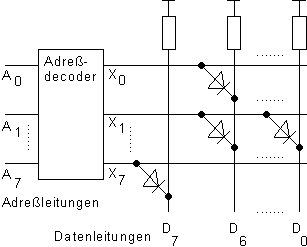 Adreß-
decoder
A0 X0
A1 X1
A7 X7
Adreßleitungen
Datenleitungen D7 D6 D0